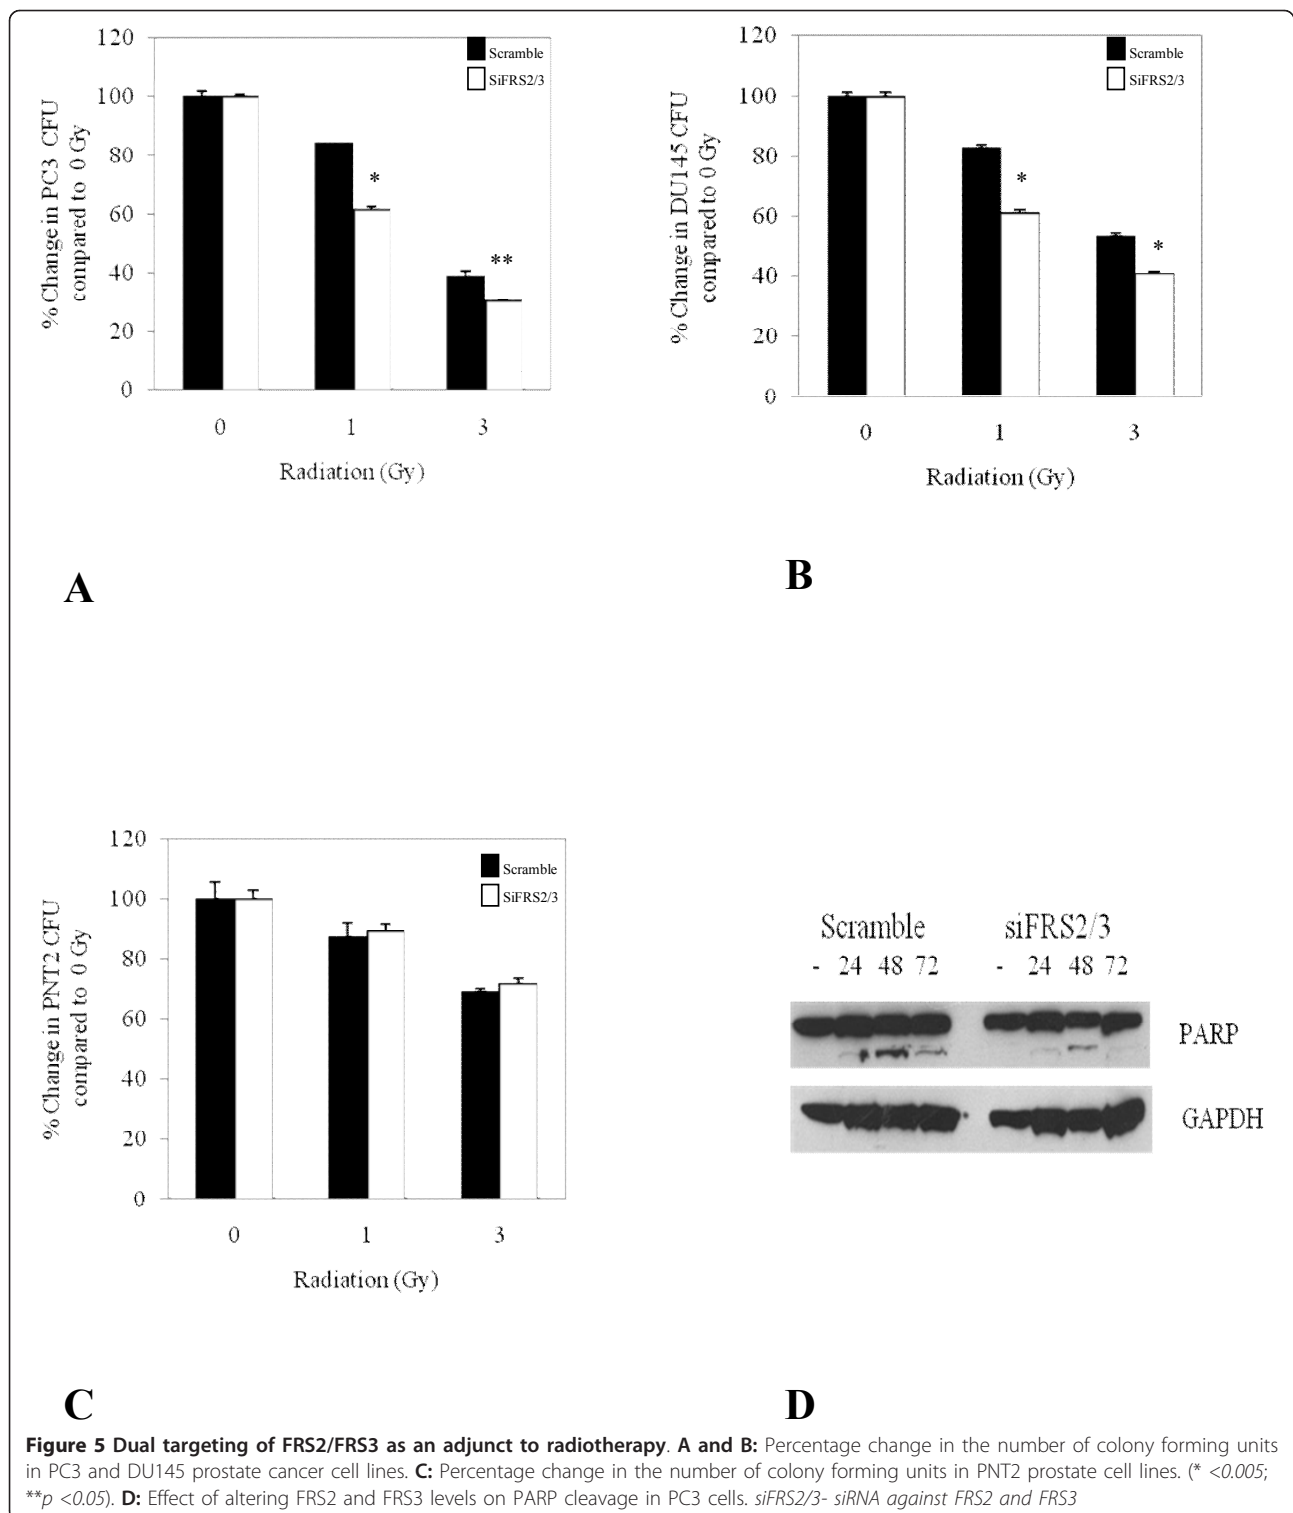 120
100
80
60
40
20
0
% Change in PC3 CFU
compared to 0 Gy
Scramble
SiFRS2/3
*
**
0 1 3
Radiation (Gy)
A
120
100
80
60
40
20
0
% Change in DU145 CFU
compared to 0 Gy
Scramble
SiFRS2/3
*
*
0 1 3
Radiation (Gy)
B
120
100
80
60
40
20
0
% Change in PNT2 CFU
compared to 0 Gy
Scramble
SiFRS2/3
0 1 3
Radiation (Gy)
C
Scramble siFRS2/3
- 24 48 72 - 24 48 72
PARP
GAPDH
D
Figure 5 Dual targeting of FRS2/FRS3 as an adjunct to radiotherapy. A and B: Percentage change in the number of colony forming units
in PC3 and DU145 prostate cancer cell lines. C: Percentage change in the number of colony forming units in PNT2 prostate cell lines. (* <0.005;
**p <0.05). D: Effect of altering FRS2 and FRS3 levels on PARP cleavage in PC3 cells. siFRS2/3- siRNA against FRS2 and FRS3